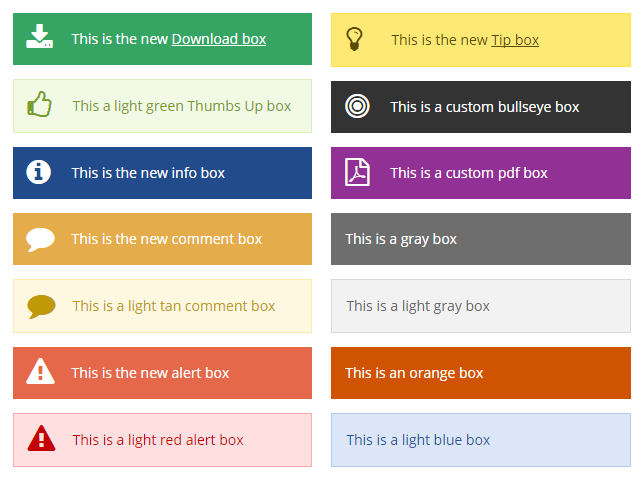 This is the new Download box
This is the new Tip box
This a light green Thumbs Up box
This is a custom bullseye box
This is the new info box
This is a custom pdf box
This is the new comment box
This is a gray box
This is a light tan comment box
This is a light gray box
This is the new alert box
This is an orange box
This is a light red alert box
This is a light blue box